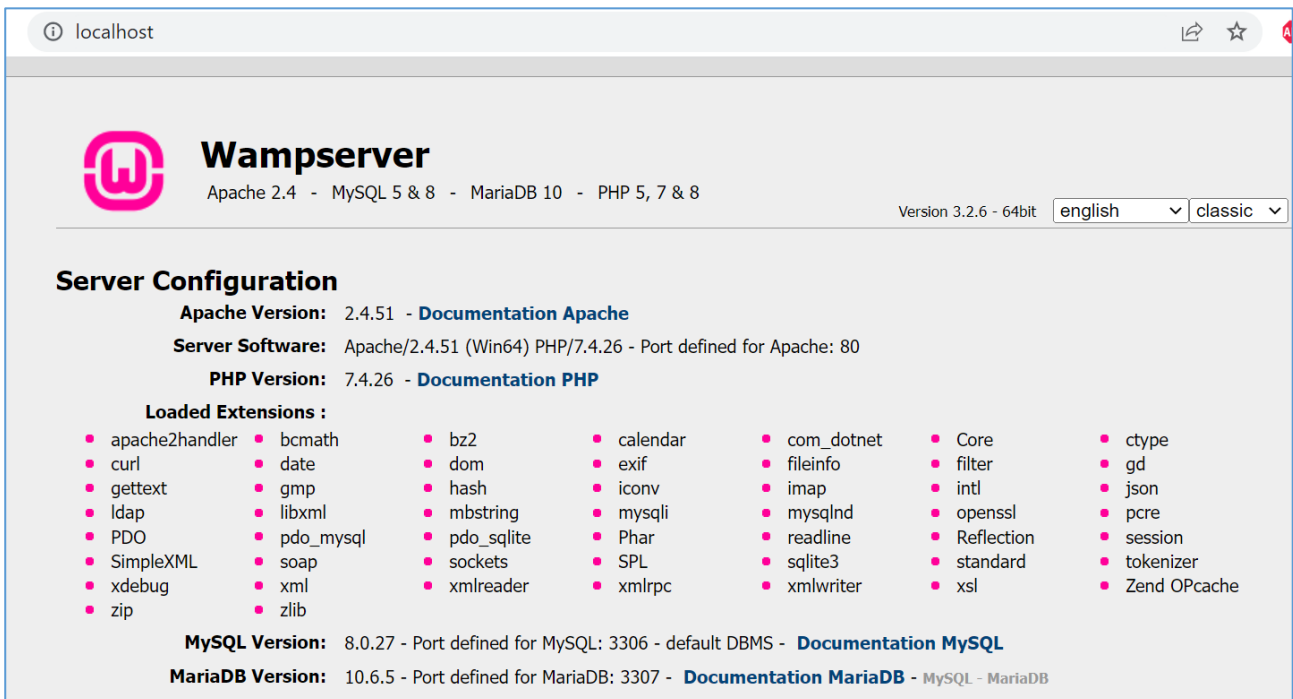 localhost
Wampserver
Apache 2.4 - MySQL 5 & 8 - MariaDB 10 - PHP 5, 7 & 8
Version 3.2.6 - 64bit english classic
Server Configuration
Apache Version: 2.4.51 - Documentation Apache
Server Software: Apache/2.4.51 (Win64) PHP/7.4.26 - Port defined for Apache: 80
PHP Version: 7.4.26 - Documentation PHP
Loaded Extensions :
apache2handler bcmath bz2 calendar com_dotnet Core ctype
curl date dom exif fileinfo filter gd
gettext gmp hash iconv imap intl json
ldap libxml mbstring mysqli mysqlnd openssl pcre
PDO pdo_mysql pdo_sqlite Phar readline Reflection session
SimpleXML soap sockets SPL sqlite3 standard tokenizer
xdebug xml xmlreader xmlrpc xmlwriter xsl Zend OPcache
zip zlib
MySQL Version: 8.0.27 - Port defined for MySQL: 3306 - default DBMS - Documentation MySQL
MariaDB Version: 10.6.5 - Port defined for MariaDB: 3307 - Documentation MariaDB - MySQL - MariaDB